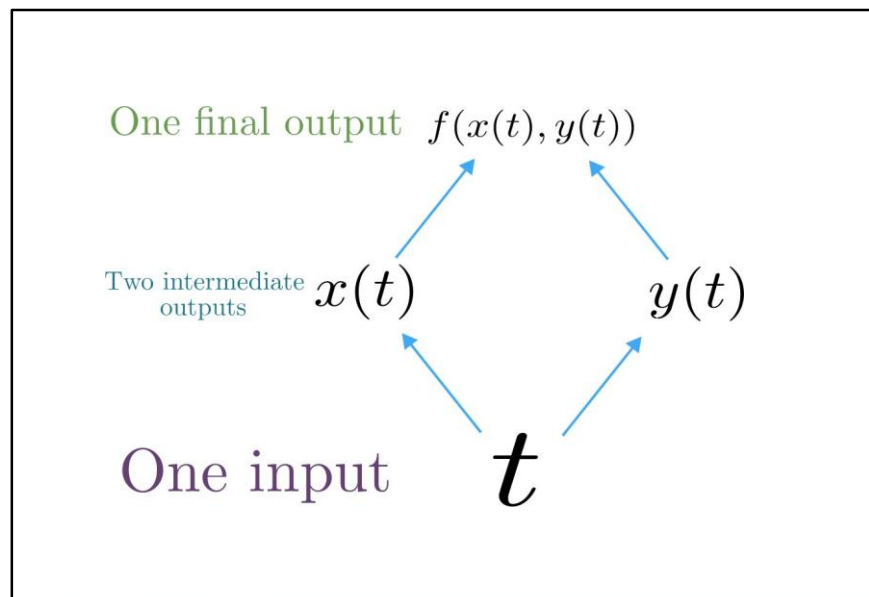 One final output f(x(t), y(t))
Two intermediate
outputs
x(t) y(t)
One input t